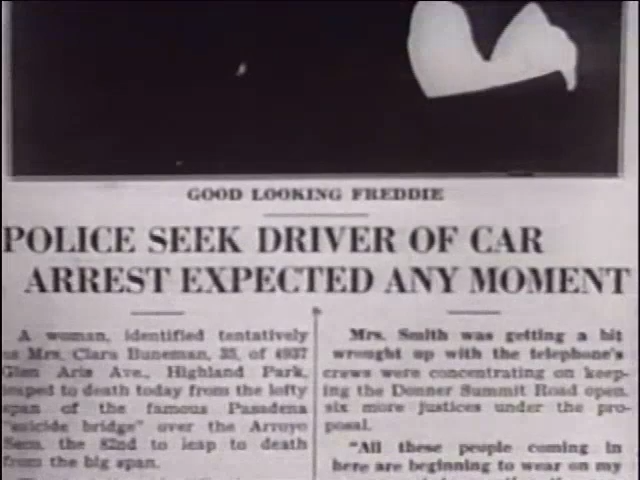 GOOD LOOKING FREDDIE
POLICE SEEK DRIVER OF CAR
ARREST EXPECTED ANY MOMENT
A woman, identified tentatively
as Mrs. Clara Buneman, 35, of 4937
Glen Aris Ave., Highland Park,
leaped to death today from the lofty
span of the famous Pasadena
"suicide bridge" over the Arroyo
Seco, the 82nd to leap to death
from the big span.
Mrs. Smith was getting a bit
wrought up with the telephone's
crews were concentrating on keep-
ing the Donner Summit Road open.
six more justices under the pro-
posal.
"All these people coming in
here are beginning to wear on my